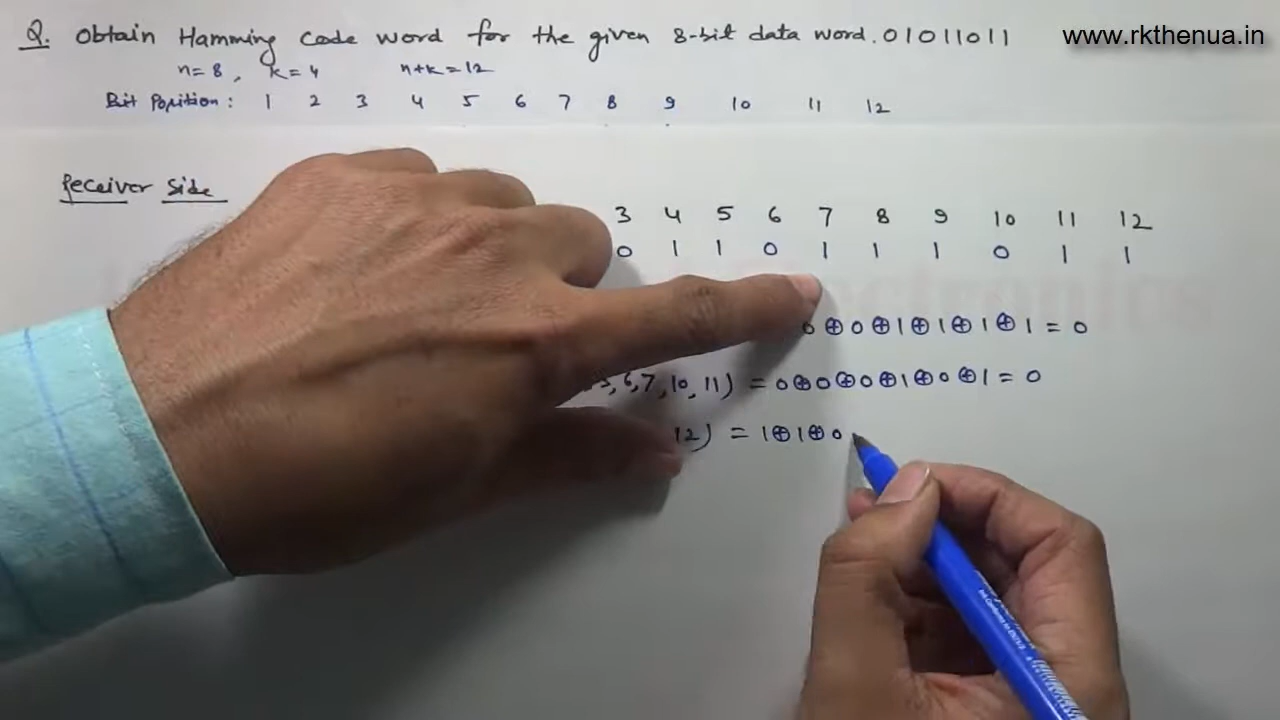 Q. Obtain Hamming code word for the given 8-bit data word. 01011011
www.rkthenua.in
n=8, k=4 n+k=12
Bit Position: 1 2 3 4 5 6 7 8 9 10 11 12
Receiver Side
3 4 5 6 7 8 9 10 11 12
0 1 1 0 1 1 1 0 1 1
0⊕0⊕1⊕1⊕1⊕1 = 0
3,6,7,10,11) = 0⊕0⊕0⊕1⊕0⊕1 = 0
12) = 1⊕1⊕0